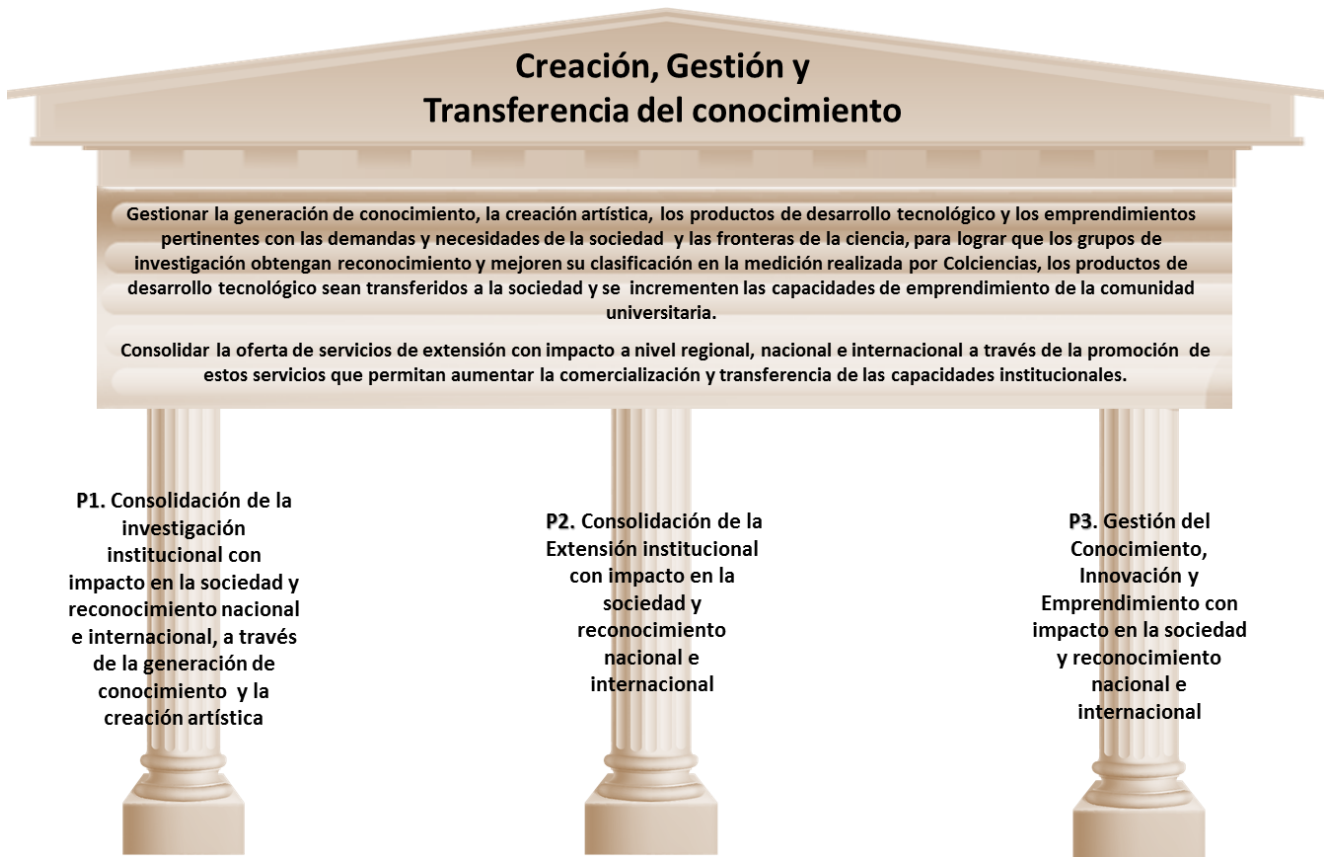 Creación, Gestión y
Transferencia del conocimiento
Gestionar la generación de conocimiento, la creación artística, los productos de desarrollo tecnológico y los emprendimientos
pertinentes con las demandas y necesidades de la sociedad y las fronteras de la ciencia, para lograr que los grupos de
investigación obtengan reconocimiento y mejoren su clasificación en la medición realizada por Colciencias, los productos de
desarrollo tecnológico sean transferidos a la sociedad y se incrementen las capacidades de emprendimiento de la comunidad
universitaria.
Consolidar la oferta de servicios de extensión con impacto a nivel regional, nacional e internacional a través de la promoción de
estos servicios que permitan aumentar la comercialización y transferencia de las capacidades institucionales.
P1. Consolidación de la
investigación
institucional con
impacto en la sociedad y
reconocimiento nacional
e internacional, a través
de la generación de
conocimiento y la
creación artística
P2. Consolidación de la
Extensión institucional
con impacto en la
sociedad y
reconocimiento
nacional e
internacional
P3. Gestión del
Conocimiento,
Innovación y
Emprendimiento con
impacto en la sociedad
y reconocimiento
nacional e
internacional